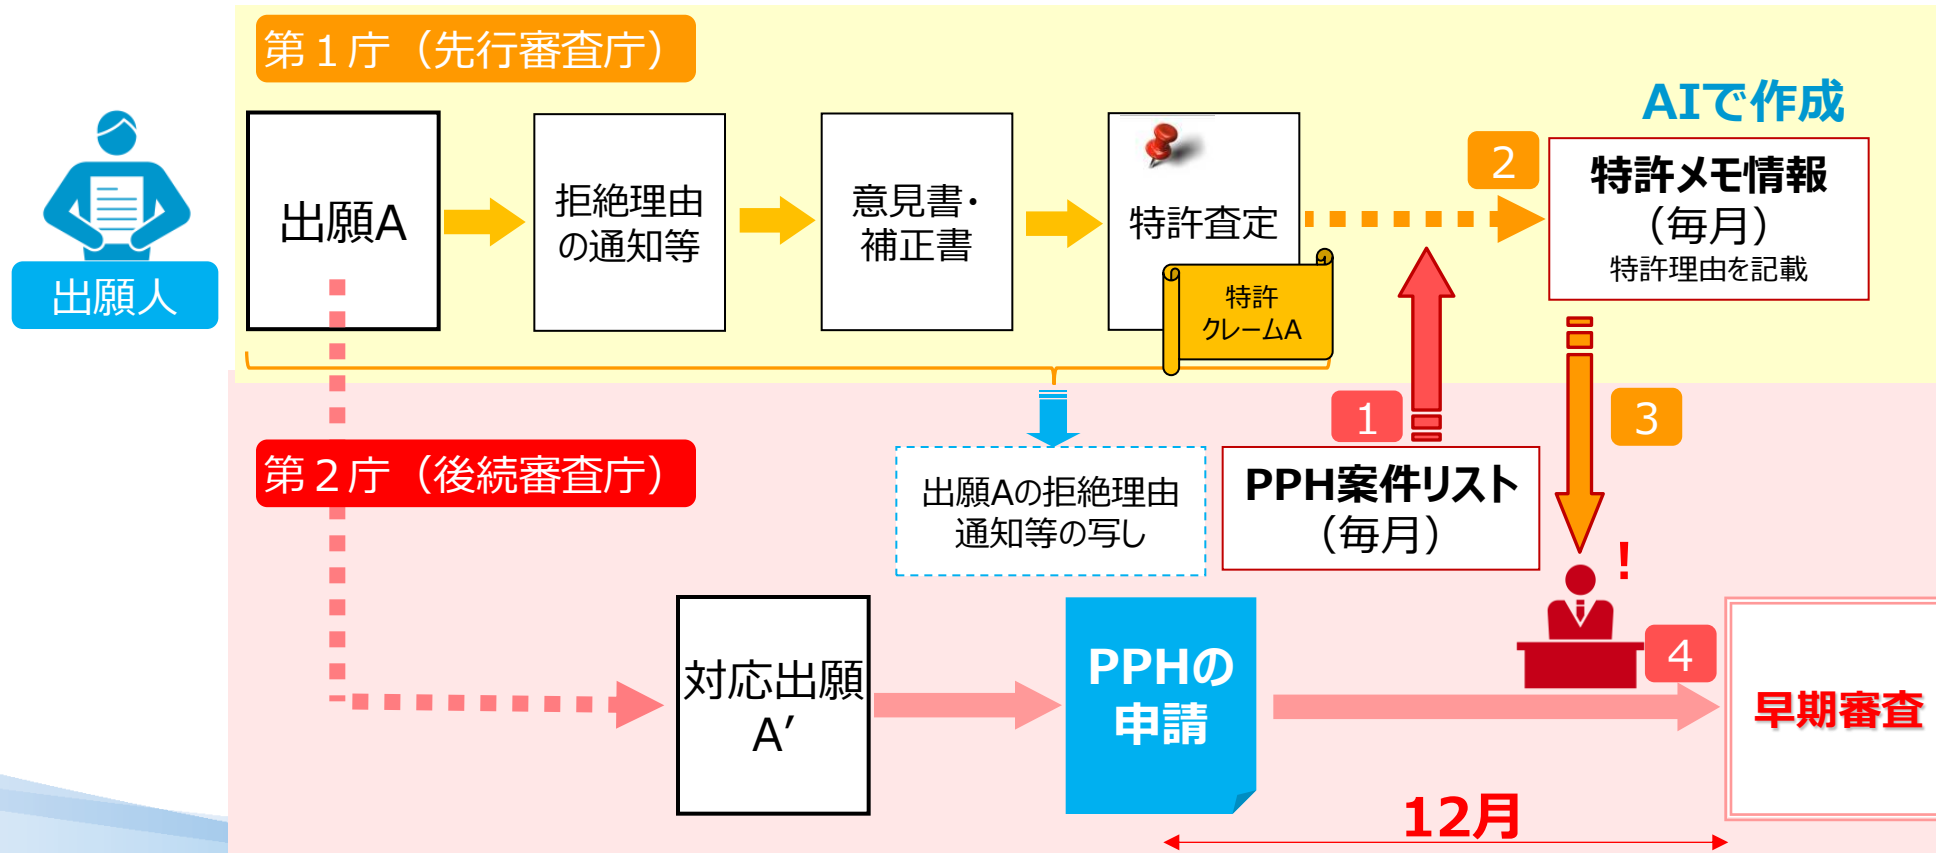 第１庁（先行審査庁）
AIで作成
出願人
出願A
拒絶理由
の通知等
意見書・
補正書
特許査定
特許
クレームA
2
特許メモ情報
（毎月）
特許理由を記載
1
3
第２庁（後続審査庁）
出願Aの拒絶理由
通知等の写し
PPH案件リスト
（毎月）
!
対応出願
A′
PPHの
申請
4
早期審査
12月